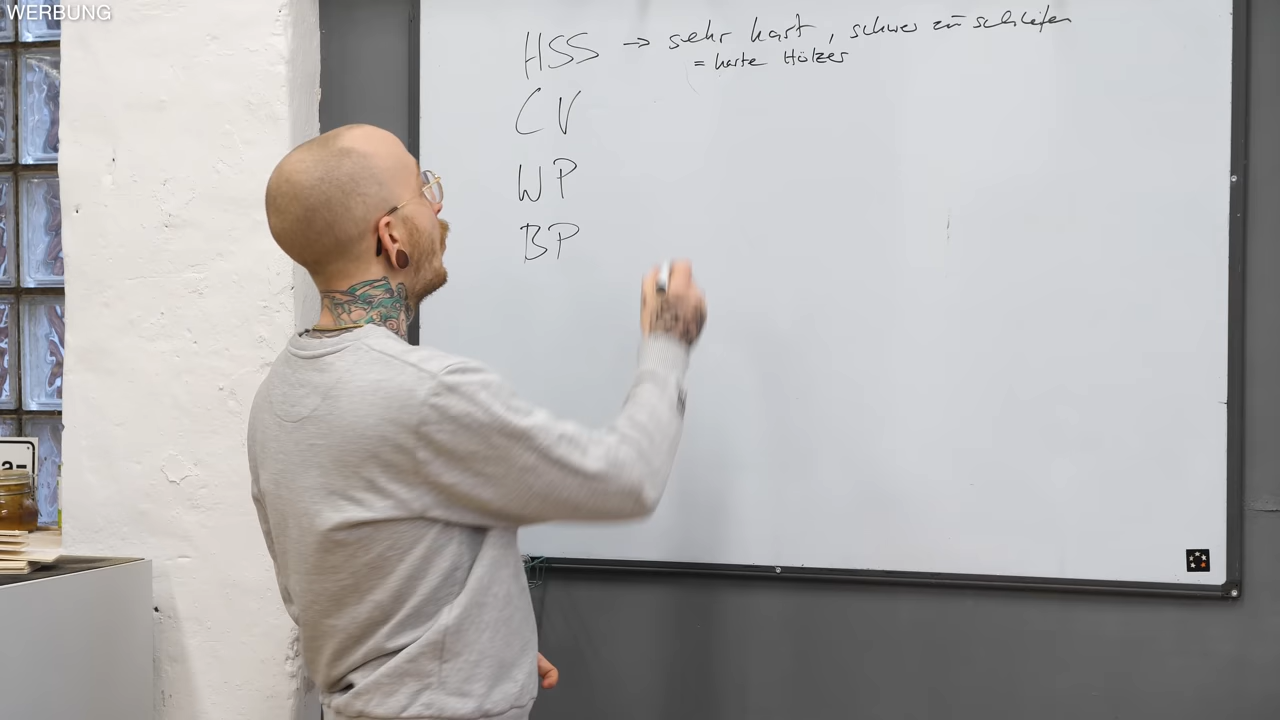 WERBUNG
HSS → sehr hart, schwer zu schleifen
= harte Hölzer
CV
WP
BP
a=